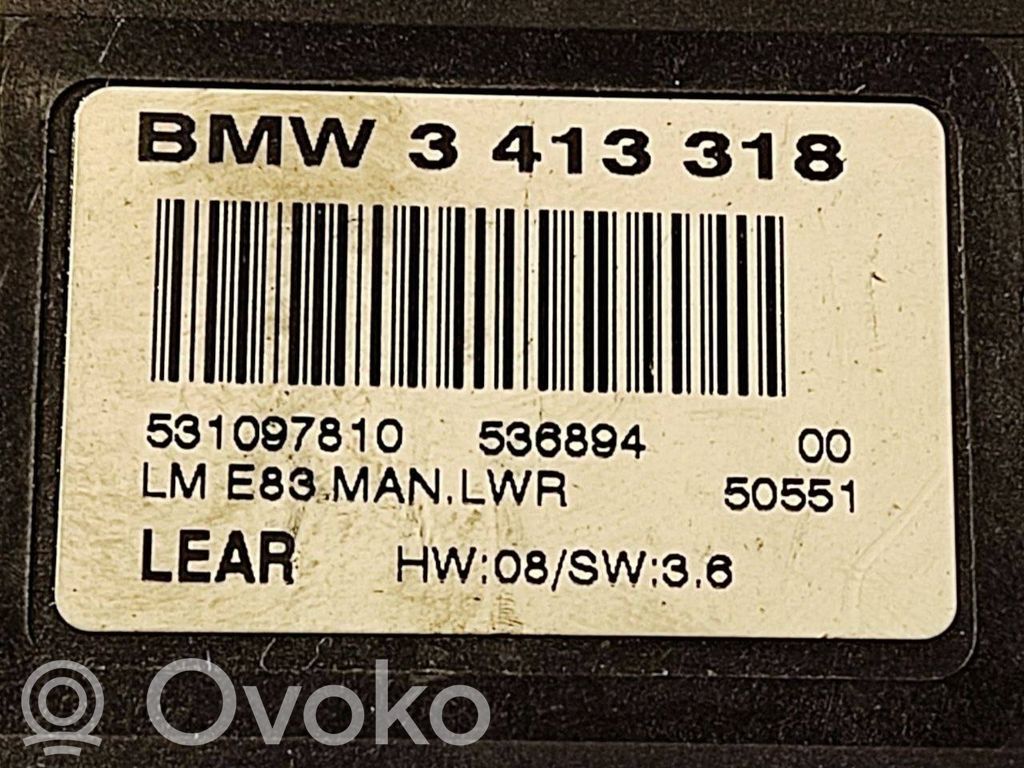 BMW 3 413 318
531097810 536894 00
LM E83.MAN.LWR 50551
LEAR HW:08/SW:3.6
Ovoko